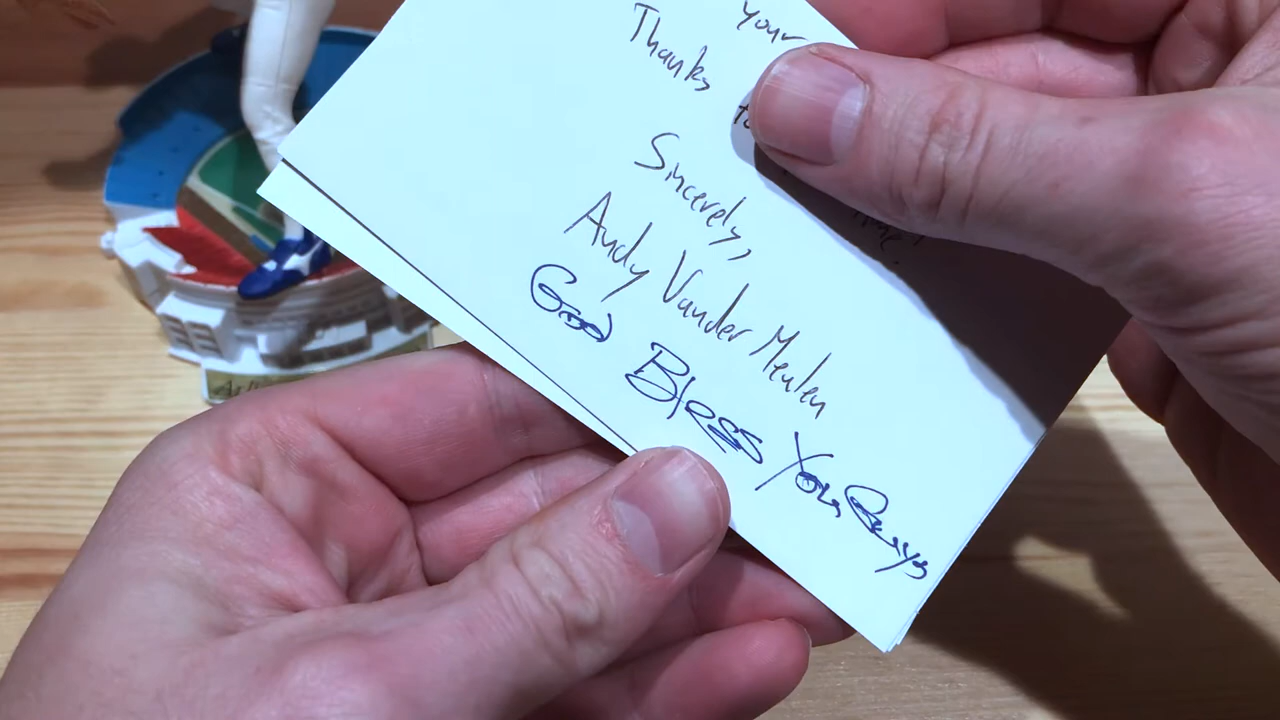 your
Thanks
Sincerely,
Andy Vander Meulen
God Bless You Guys